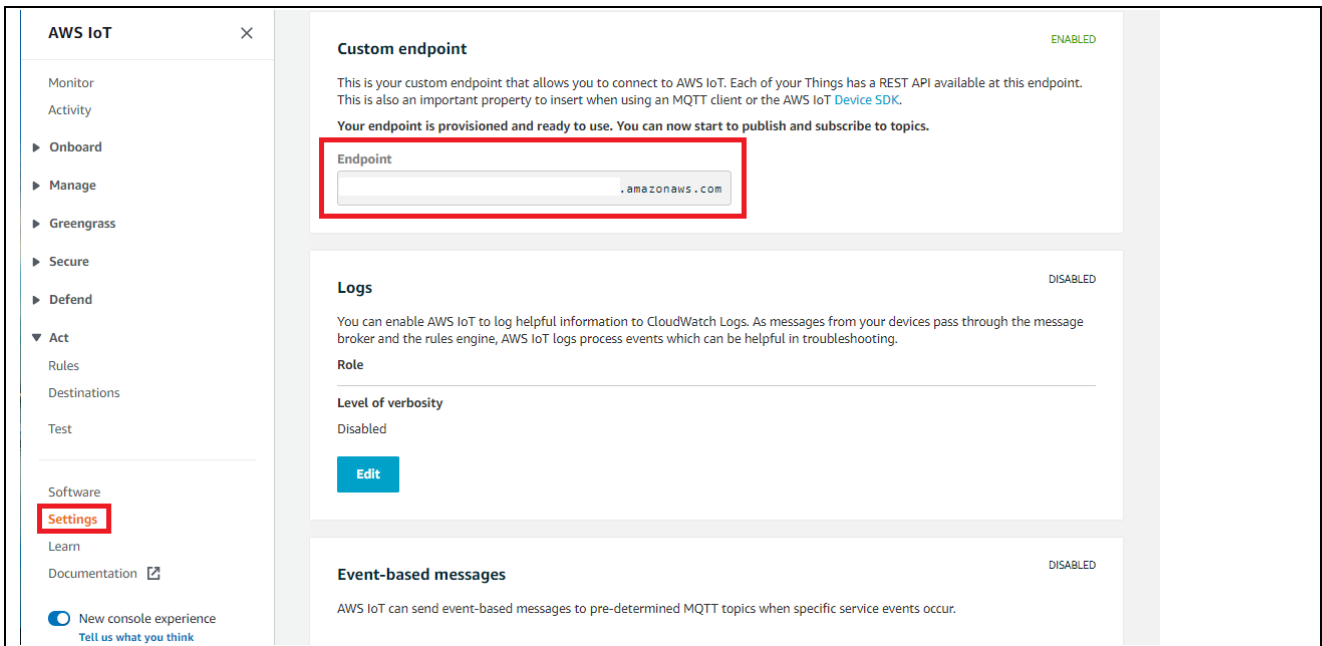 AWS IoT
Monitor
Activity
Onboard
Manage
Greengrass
Secure
Defend
Act
Rules
Destinations
Test
Software
Settings
Learn
Documentation
New console experience
Tell us what you think
Custom endpoint
ENABLED
This is your custom endpoint that allows you to connect to AWS IoT. Each of your Things has a REST API available at this endpoint.
This is also an important property to insert when using an MQTT client or the AWS IoT Device SDK.
Your endpoint is provisioned and ready to use. You can now start to publish and subscribe to topics.
Endpoint
.amazonaws.com
Logs
DISABLED
You can enable AWS IoT to log helpful information to CloudWatch Logs. As messages from your devices pass through the message
broker and the rules engine, AWS IoT logs process events which can be helpful in troubleshooting.
Role
Level of verbosity
Disabled
Edit
Event-based messages
DISABLED
AWS IoT can send event-based messages to pre-determined MQTT topics when specific service events occur.